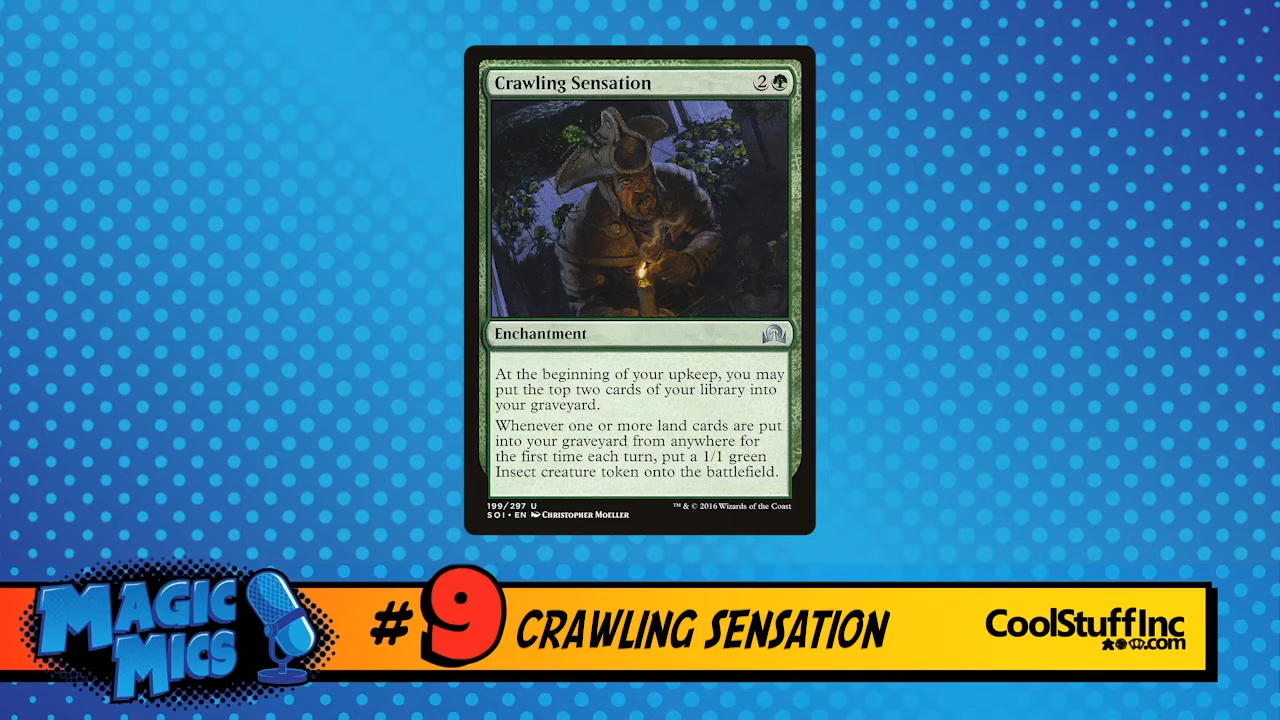 Crawling Sensation 2
Enchantment
At the beginning of your upkeep, you may
put the top two cards of your library into
your graveyard.
Whenever one or more land cards are put
into your graveyard from anywhere for
the first time each turn, put a 1/1 green
Insect creature token onto the battlefield.
199/297 U
SOI • EN Christopher Moeller
™ & © 2016 Wizards of the Coast
MAGIC
MICS
#9 CRAWLING SENSATION
CoolStuffInc
.com